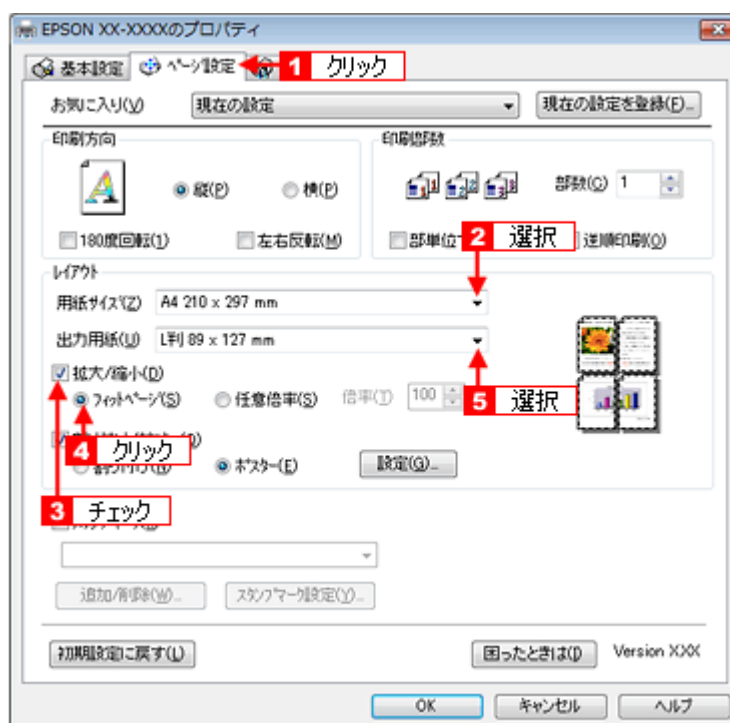 EPSON XX-XXXXのプロパティ
基本設定 ページ設定 1 クリック
お気に入り(V) 現在の設定 現在の設定を登録(F)...
印刷方向 印刷部数
縦(P) 横(P) 部数(C) 1
180度回転(1) 左右反転(M) 部単位で 2 選択 逆順印刷(O)
レイアウト
用紙サイズ(Z) A4 210 x 297 mm
出力用紙(U) L判 89 x 127 mm
拡大/縮小(D)
フィットページ(S) 任意倍率(S) 倍率(T) 100 5 選択
4 クリック
ポスター(E) 設定(G)...
3 チェック
追加/削除(W)... スタンプマーク設定(Y)...
初期設定に戻す(L) 困ったときは(I) Version X.XX
OK キャンセル ヘルプ